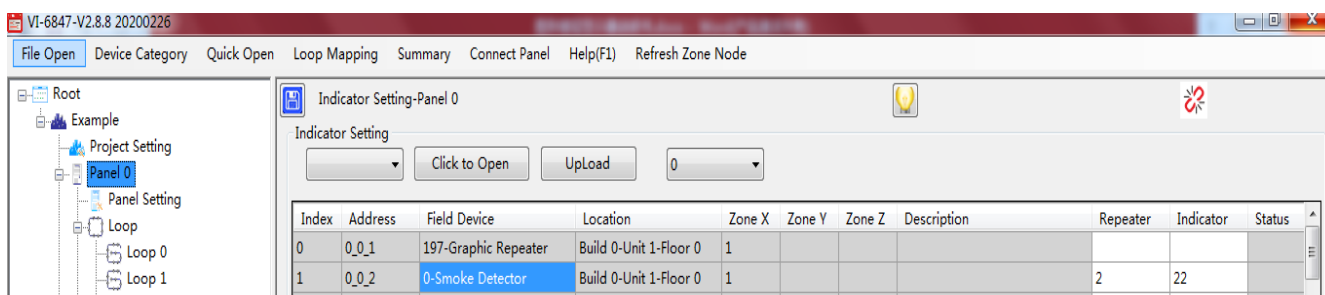 VI-6847-V2.8.8 20200226
File Open Device Category Quick Open Loop Mapping Summary Connect Panel Help(F1) Refresh Zone Node
Root
Example
Project Setting
Panel 0
Panel Setting
Loop
Loop 0
Loop 1
Indicator Setting-Panel 0
Indicator Setting
Click to Open UpLoad 0
Index Address Field Device Location Zone X Zone Y Zone Z Description Repeater Indicator Status
0 0_0_1 197-Graphic Repeater Build 0-Unit 1-Floor 0 1
1 0_0_2 0-Smoke Detector Build 0-Unit 1-Floor 0 1 2 22